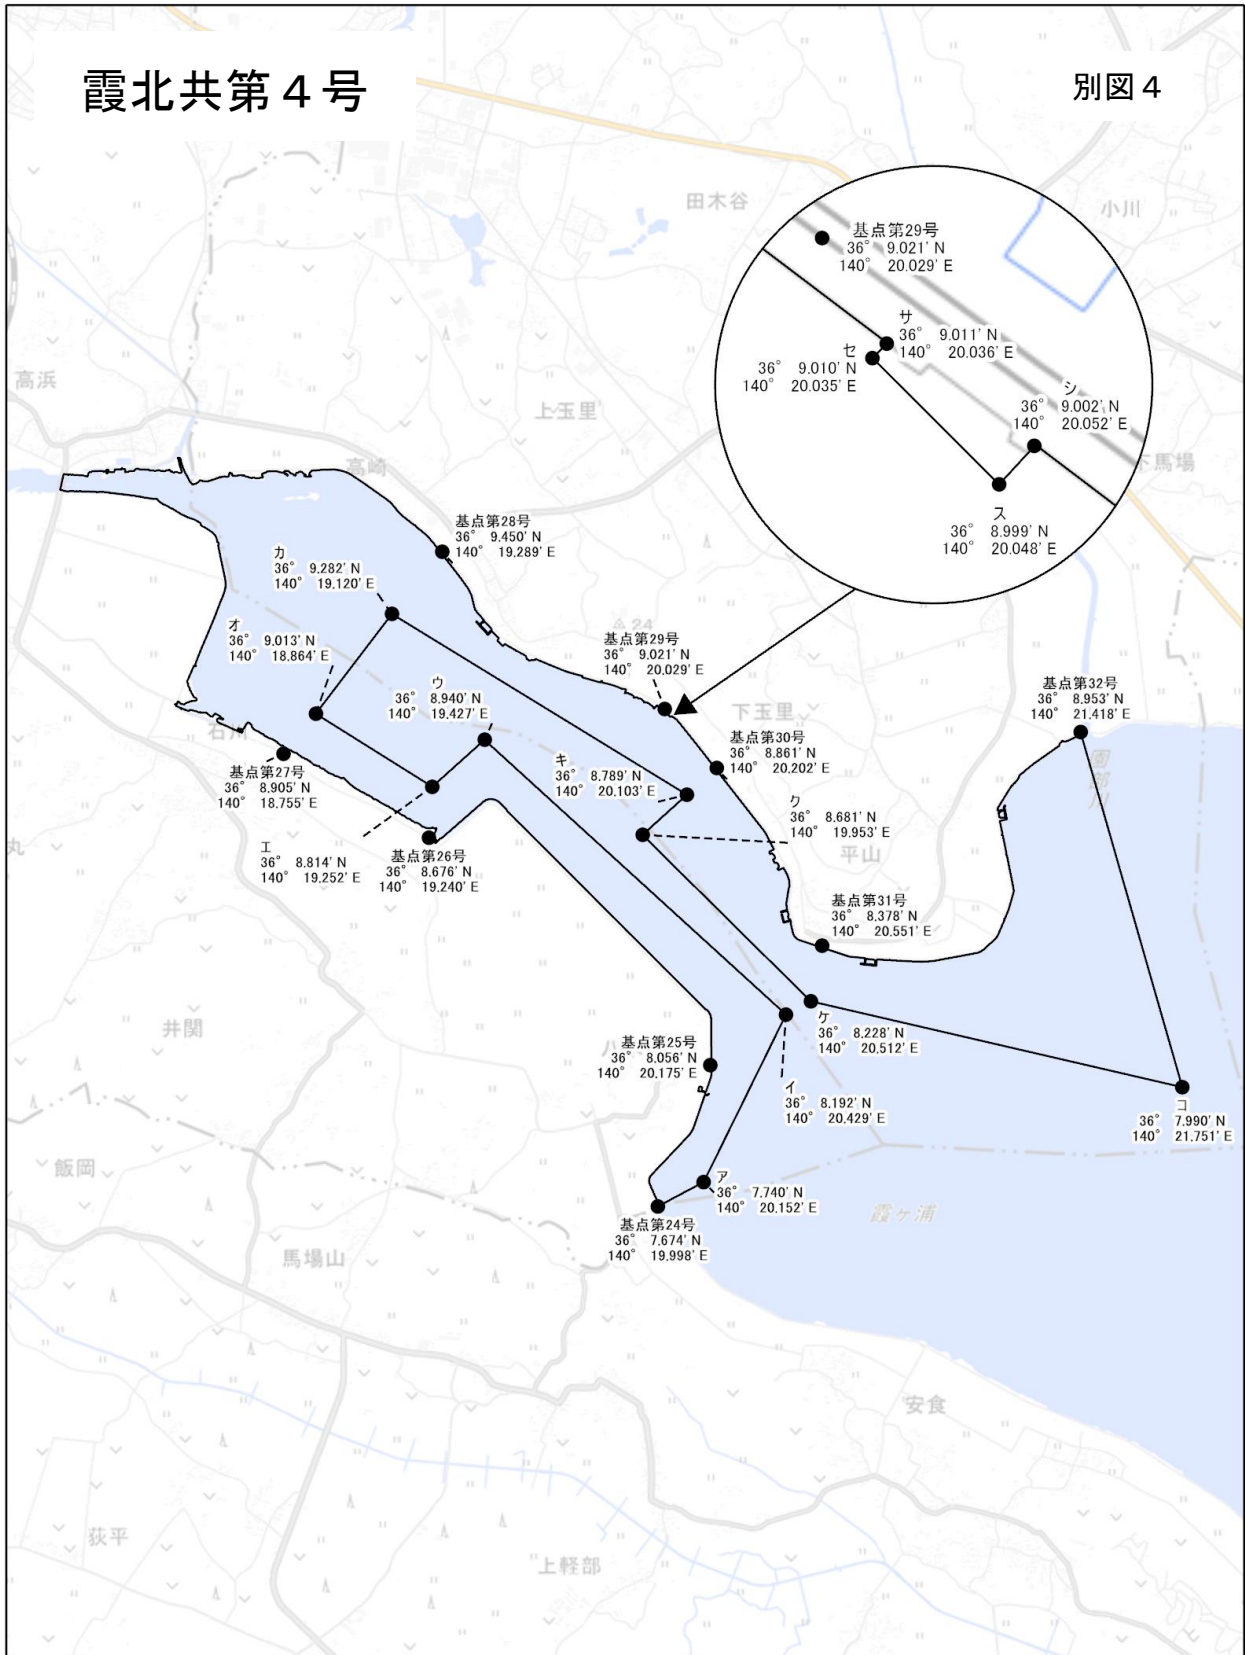 霞北共第４号
別図４
田木谷
小川
基点第29号
36° 9.021' N
140° 20.029' E
サ
36° 9.011' N
140° 20.036' E
セ
36° 9.010' N
140° 20.035' E
シ
36° 9.002' N
140° 20.052' E
ス
36° 8.999' N
140° 20.048' E
高浜
上玉里
高崎
下馬場
基点第28号
36° 9.450' N
140° 19.289' E
カ
36° 9.282' N
140° 19.120' E
オ
36° 9.013' N
140° 18.864' E
24
基点第29号
36° 9.021' N
140° 20.029' E
ウ
36° 8.940' N
140° 19.427' E
基点第32号
36° 8.953' N
140° 21.418' E
下玉里
石川
園部川
基点第30号
36° 8.861' N
140° 20.202' E
基点第27号
36° 8.905' N
140° 18.755' E
キ
36° 8.789' N
140° 20.103' E
ク
36° 8.681' N
140° 19.953' E
平山
エ
36° 8.814' N
140° 19.252' E
基点第26号
36° 8.676' N
140° 19.240' E
丸
基点第31号
36° 8.378' N
140° 20.551' E
井関
ケ
36° 8.228' N
140° 20.512' E
八
基点第25号
36° 8.056' N
140° 20.175' E
イ
36° 8.192' N
140° 20.429' E
コ
36° 7.990' N
140° 21.751' E
飯岡
ア
36° 7.740' N
140° 20.152' E
霞ヶ浦
基点第24号
36° 7.674' N
140° 19.998' E
馬場山
安食
荻平
上軽部